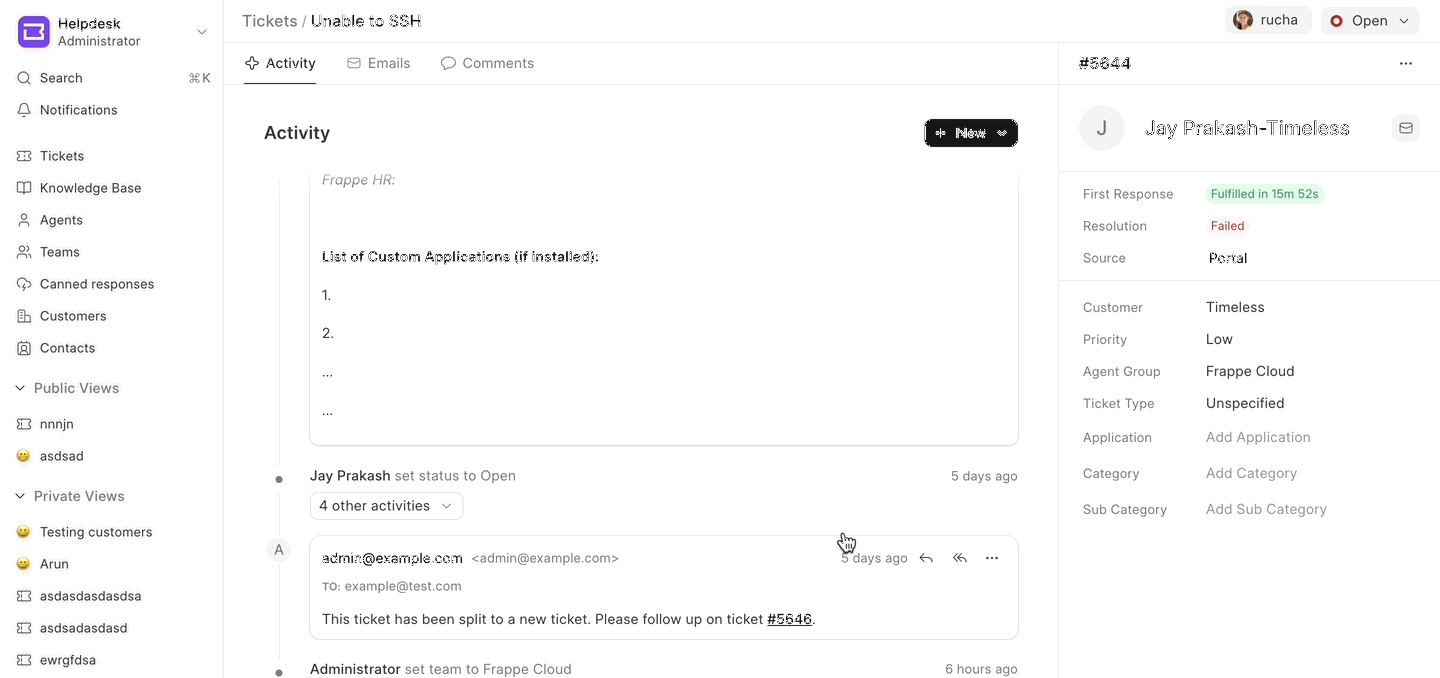 Helpdesk
Administrator
Search ⌘K
Notifications
Tickets
Knowledge Base
Agents
Teams
Canned responses
Customers
Contacts
Public Views
nnnjn
asdsad
Private Views
Testing customers
Arun
asdasdasdasdsa
asdsadasdasd
ewrgfdsa
Tickets / Unable to SSH
rucha
Open
Activity Emails Comments
Activity
New
Frappe HR:
List of Custom Applications (if installed):
1.
2.
...
...
Jay Prakash set status to Open 5 days ago
4 other activities
A
admin@example.com <admin@example.com> 5 days ago
TO: example@test.com
This ticket has been split to a new ticket. Please follow up on ticket #5646.
Administrator set team to Frappe Cloud 6 hours ago
#5644
J
Jay Prakash-Timeless
First Response Fulfilled in 15m 52s
Resolution Failed
Source Portal
Customer Timeless
Priority Low
Agent Group Frappe Cloud
Ticket Type Unspecified
Application Add Application
Category Add Category
Sub Category Add Sub Category